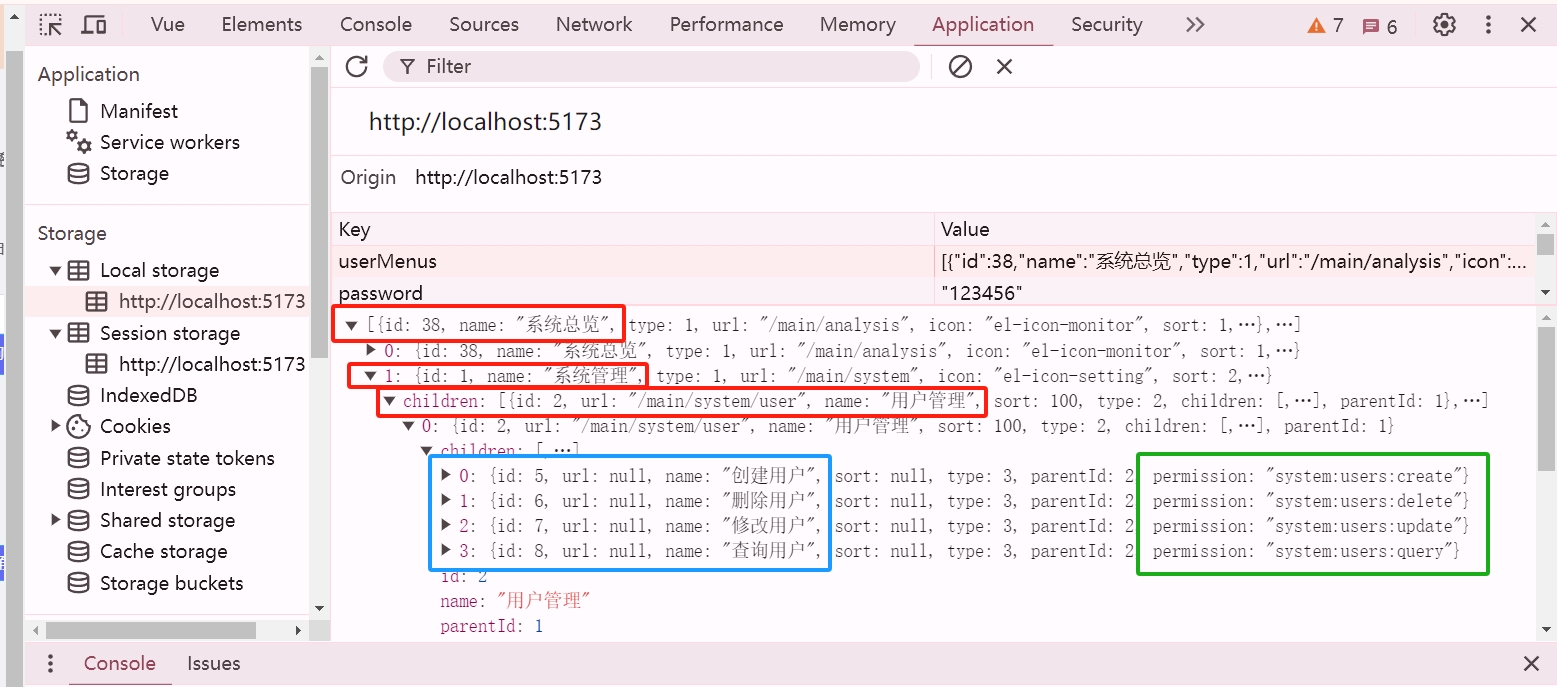 Vue Elements Console Sources Network Performance Memory Application Security 7 6
Application
Manifest
Service workers
Storage
Storage
Local storage
http://localhost:5173
Session storage
http://localhost:5173
IndexedDB
Cookies
Private state tokens
Interest groups
Shared storage
Cache storage
Storage buckets
Filter
http://localhost:5173
Origin http://localhost:5173
Key Value
userMenus [{"id":38,"name":"系统总览","type":1,"url":"/main/analysis","icon":...
password "123456"
[{id: 38, name: "系统总览", type: 1, url: "/main/analysis", icon: "el-icon-monitor", sort: 1,…},…]
0: {id: 38, name: "系统总览", type: 1, url: "/main/analysis", icon: "el-icon-monitor", sort: 1,…}
1: {id: 1, name: "系统管理", type: 1, url: "/main/system", icon: "el-icon-setting", sort: 2,…}
children: [{id: 2, url: "/main/system/user", name: "用户管理", sort: 100, type: 2, children: [,…], parentId: 1},…]
0: {id: 2, url: "/main/system/user", name: "用户管理", sort: 100, type: 2, children: [,…], parentId: 1}
children: [,…]
0: {id: 5, url: null, name: "创建用户", sort: null, type: 3, parentId: 2 permission: "system:users:create"}
1: {id: 6, url: null, name: "删除用户", sort: null, type: 3, parentId: 2 permission: "system:users:delete"}
2: {id: 7, url: null, name: "修改用户", sort: null, type: 3, parentId: 2 permission: "system:users:update"}
3: {id: 8, url: null, name: "查询用户", sort: null, type: 3, parentId: 2 permission: "system:users:query"}
id: 2
name: "用户管理"
parentId: 1
Console Issues